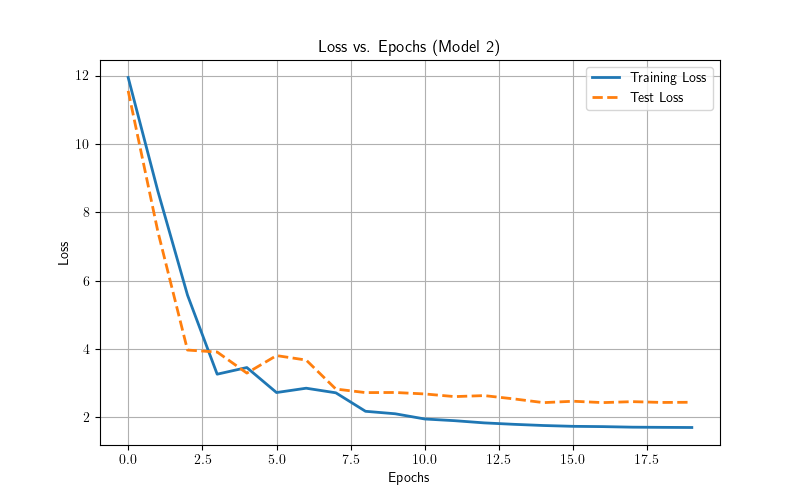 Loss vs. Epochs (Model 2)
Training Loss
Test Loss
12
10
8
6
4
2
Loss
0.0 2.5 5.0 7.5 10.0 12.5 15.0 17.5
Epochs